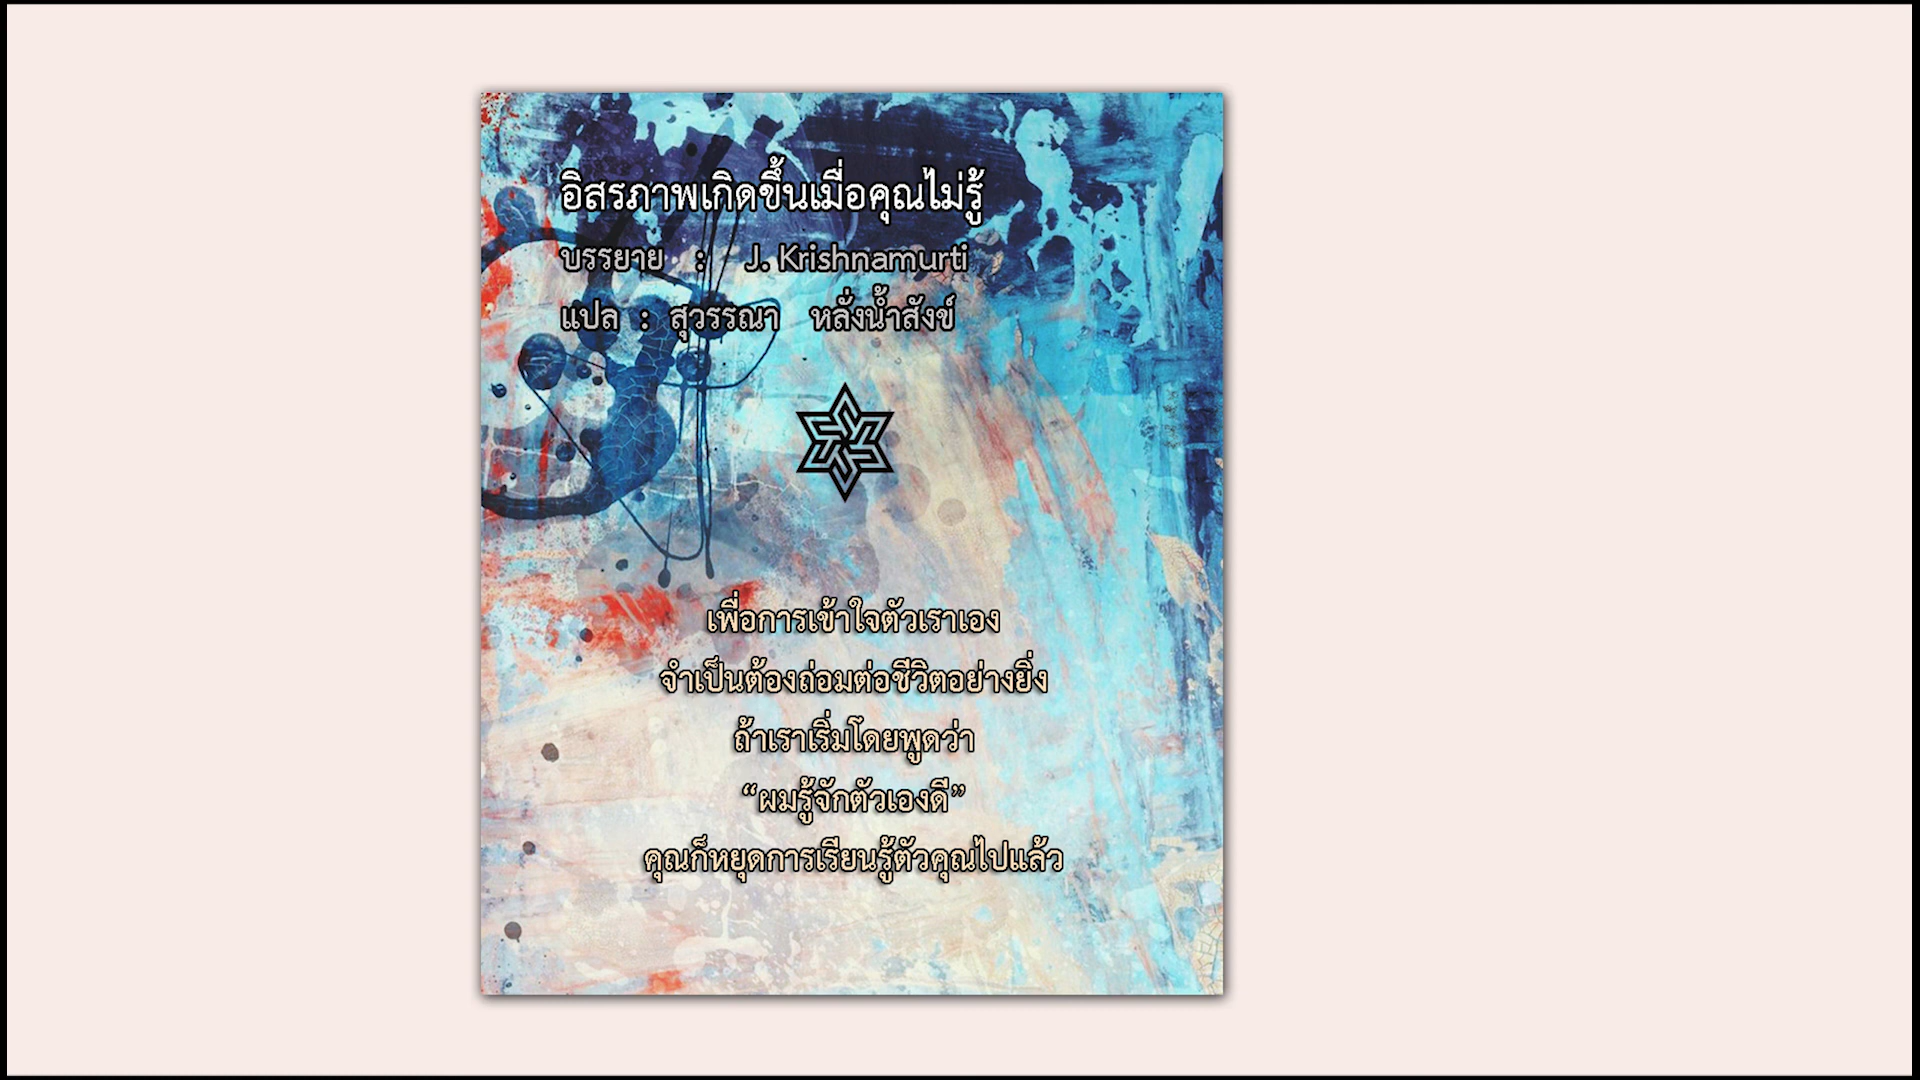 อิสรภาพเกิดขึ้นเมื่อคุณไม่รู้
บรรยาย : J. Krishnamurti
แปล : สุวรรณา หลั่งน้ำสังข์
เพื่อการเข้าใจตัวเราเอง
จำเป็นต้องถ่อมต่อชีวิตอย่างยิ่ง
ถ้าเราเริ่มโดยพูดว่า
“ผมรู้จักตัวเองดี”
คุณก็หยุดการเรียนรู้ตัวคุณไปแล้ว